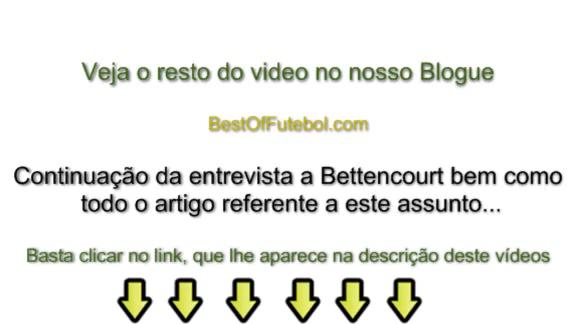 Veja o resto do video no nosso Blogue
BestOfFutebol.com
Continuação da entrevista a Bettencourt bem como
todo o artigo referente a este assunto...
Basta clicar no link, que lhe aparece na descrição deste vídeos